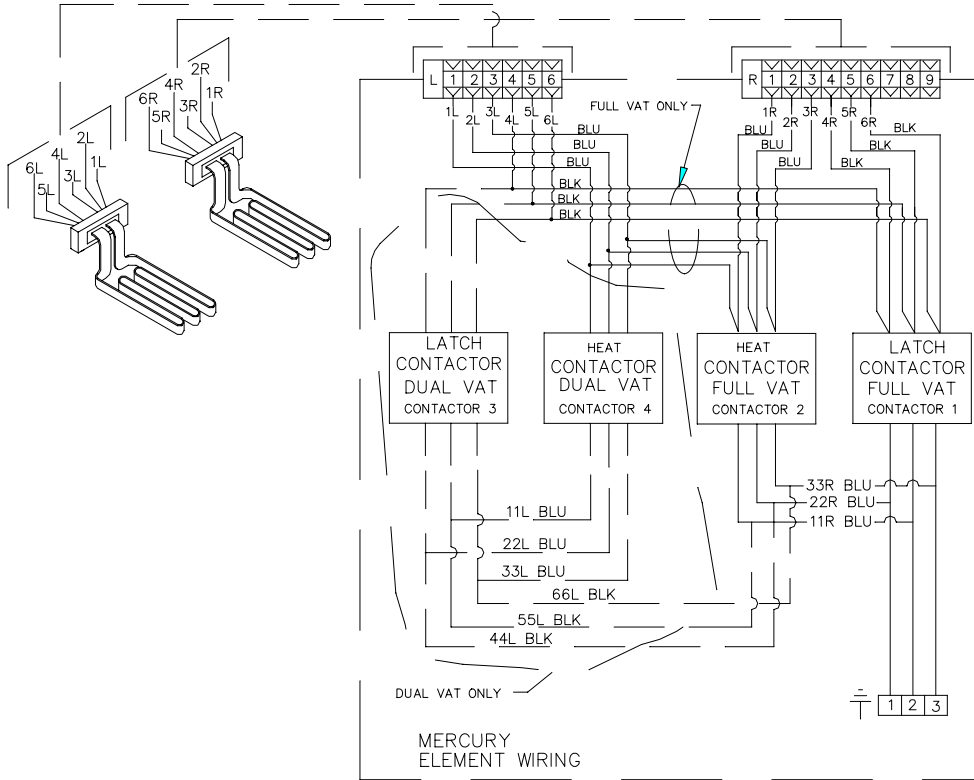 2R
4R
1R
6R
3R
5R
2L
4L
1L
6L
3L
5L
L 1 2 3 4 5 6
R 1 2 3 4 5 6 7 8 9
1L 2L 3L 4L 5L 6L
1R 2R 3R 4R 5R 6R
FULL VAT ONLY
BLU
BLU
BLU
BLU
BLU
BLU
BLK
BLK
BLK
BLK
BLK
BLK
LATCH
CONTACTOR
DUAL VAT
CONTACTOR 3
HEAT
CONTACTOR
DUAL VAT
CONTACTOR 4
HEAT
CONTACTOR
FULL VAT
CONTACTOR 2
LATCH
CONTACTOR
FULL VAT
CONTACTOR 1
33R BLU
22R BLU
11R BLU
11L BLU
22L BLU
33L BLU
66L BLK
55L BLK
44L BLK
DUAL VAT ONLY
1 2 3
MERCURY
ELEMENT WIRING